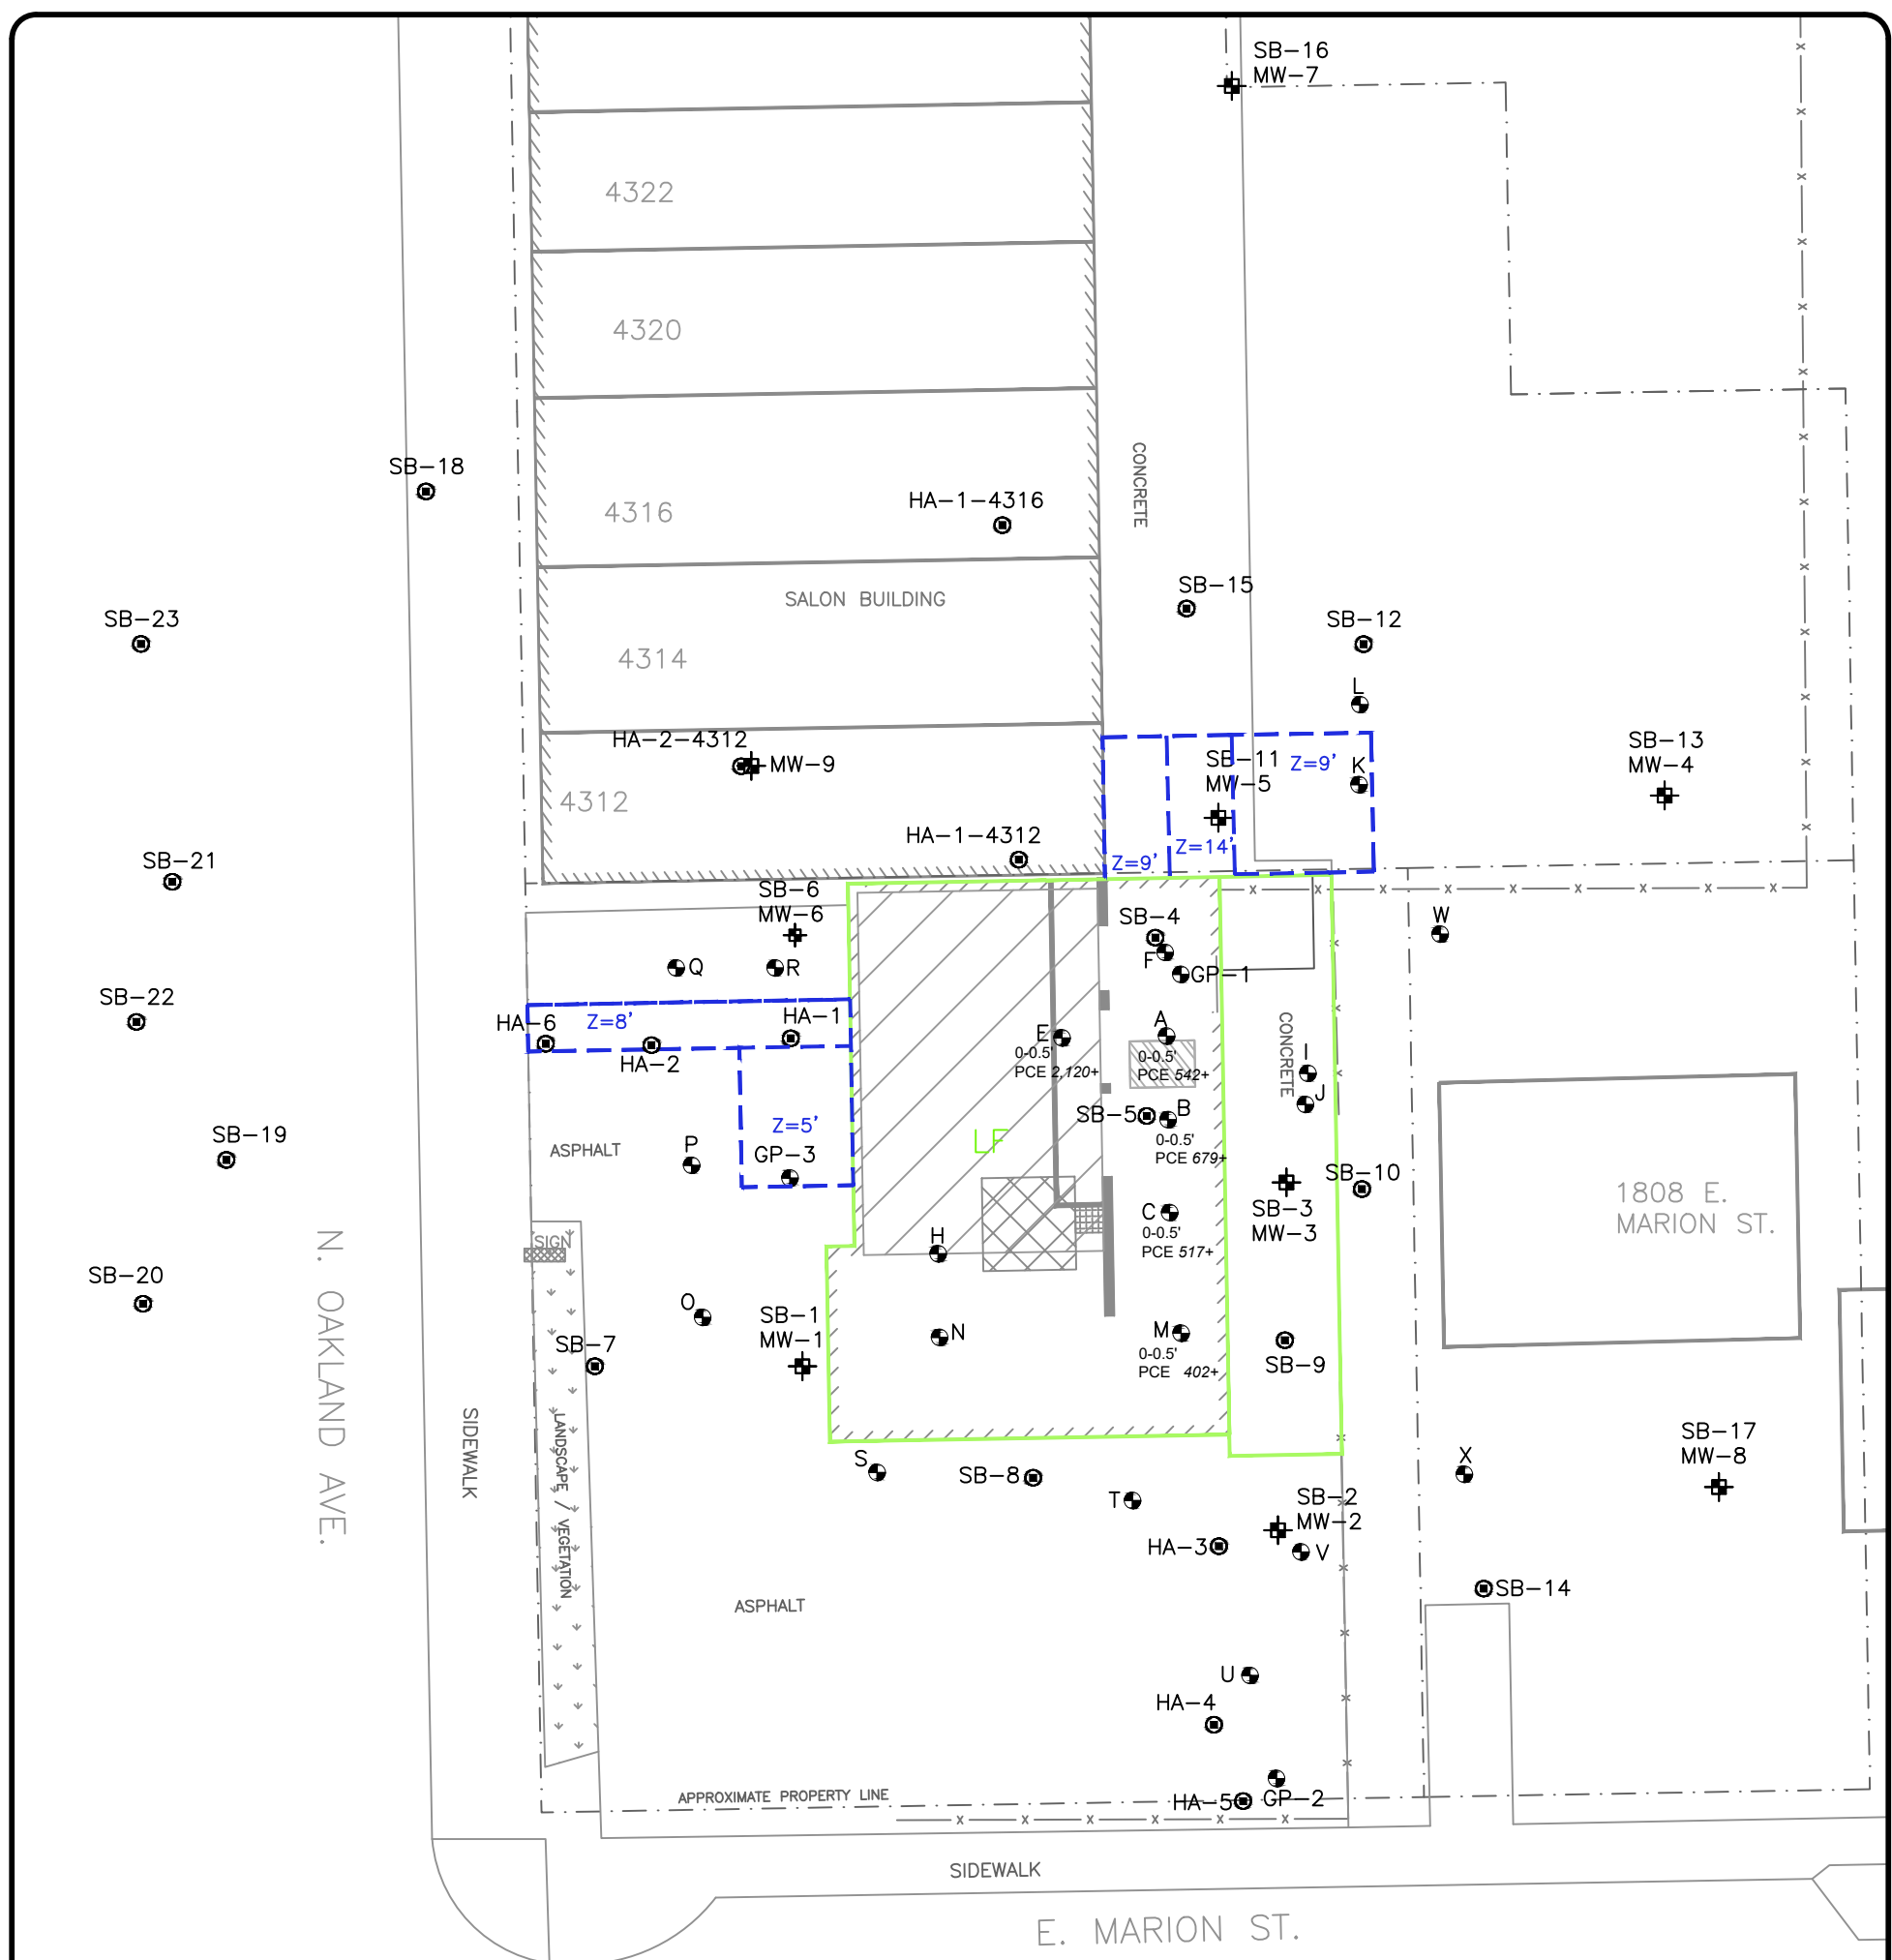 SB-16
MW-7
4322
4320
SB-18
CONCRETE
HA-1-4316
4316
SALON BUILDING
SB-15
SB-23
SB-12
4314
L
HA-2-4312
MW-9
SB-11
MW-5
Z=9'
K
SB-13
MW-4
4312
HA-1-4312
Z=14'
Z=9'
SB-21
SB-6
MW-6
SB-4
W
F
Q
R
GP-1
SB-22
HA-6
Z=8'
HA-1
HA-2
E
0-0.5'
PCE 2,120+
A
0-0.5'
PCE 542+
CONCRETE
I
J
SB-5
B
0-0.5'
PCE 679+
Z=5'
SB-19
ASPHALT
P
GP-3
LF
SB-10
C
0-0.5'
PCE 517+
SB-3
MW-3
1808 E.
MARION ST.
SIGN
H
SB-20
N. OAKLAND AVE.
O
SB-1
MW-1
N
M
0-0.5'
PCE 402+
SB-7
SB-9
SIDEWALK
LANDSCAPE / VEGETATION
S
SB-8
X
SB-17
MW-8
T
SB-2
MW-2
HA-3
V
SB-14
ASPHALT
U
HA-4
APPROXIMATE PROPERTY LINE
HA-5
GP-2
SIDEWALK
E. MARION ST.